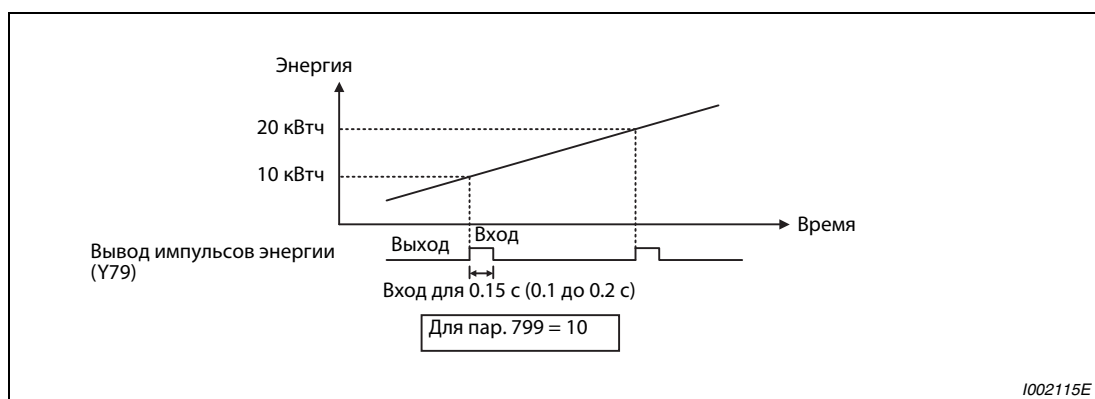 Энергия
20 кВтч
10 кВтч
Время
Вывод импульсов энергии
(Y79)
Выход
Вход
Вход для 0.15 с (0.1 до 0.2 с)
Для пар. 799 = 10
I002115E